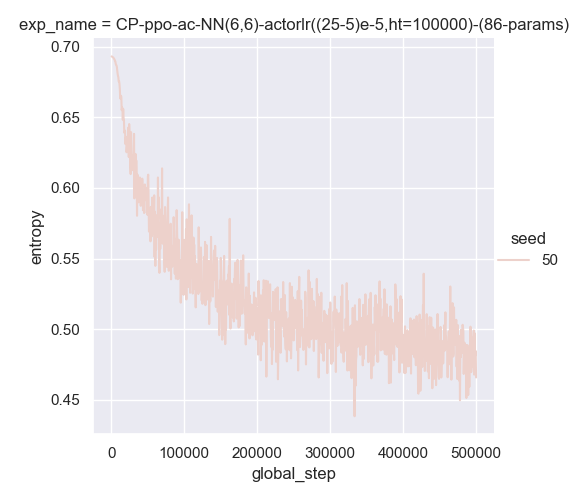 exp_name = CP-ppo-ac-NN(6,6)-actorlr((25-5)e-5,ht=100000)-(86-params)
0.70
0.65
0.60
0.55
0.50
0.45
entropy
0 100000 200000 300000 400000 500000
global_step
seed
50